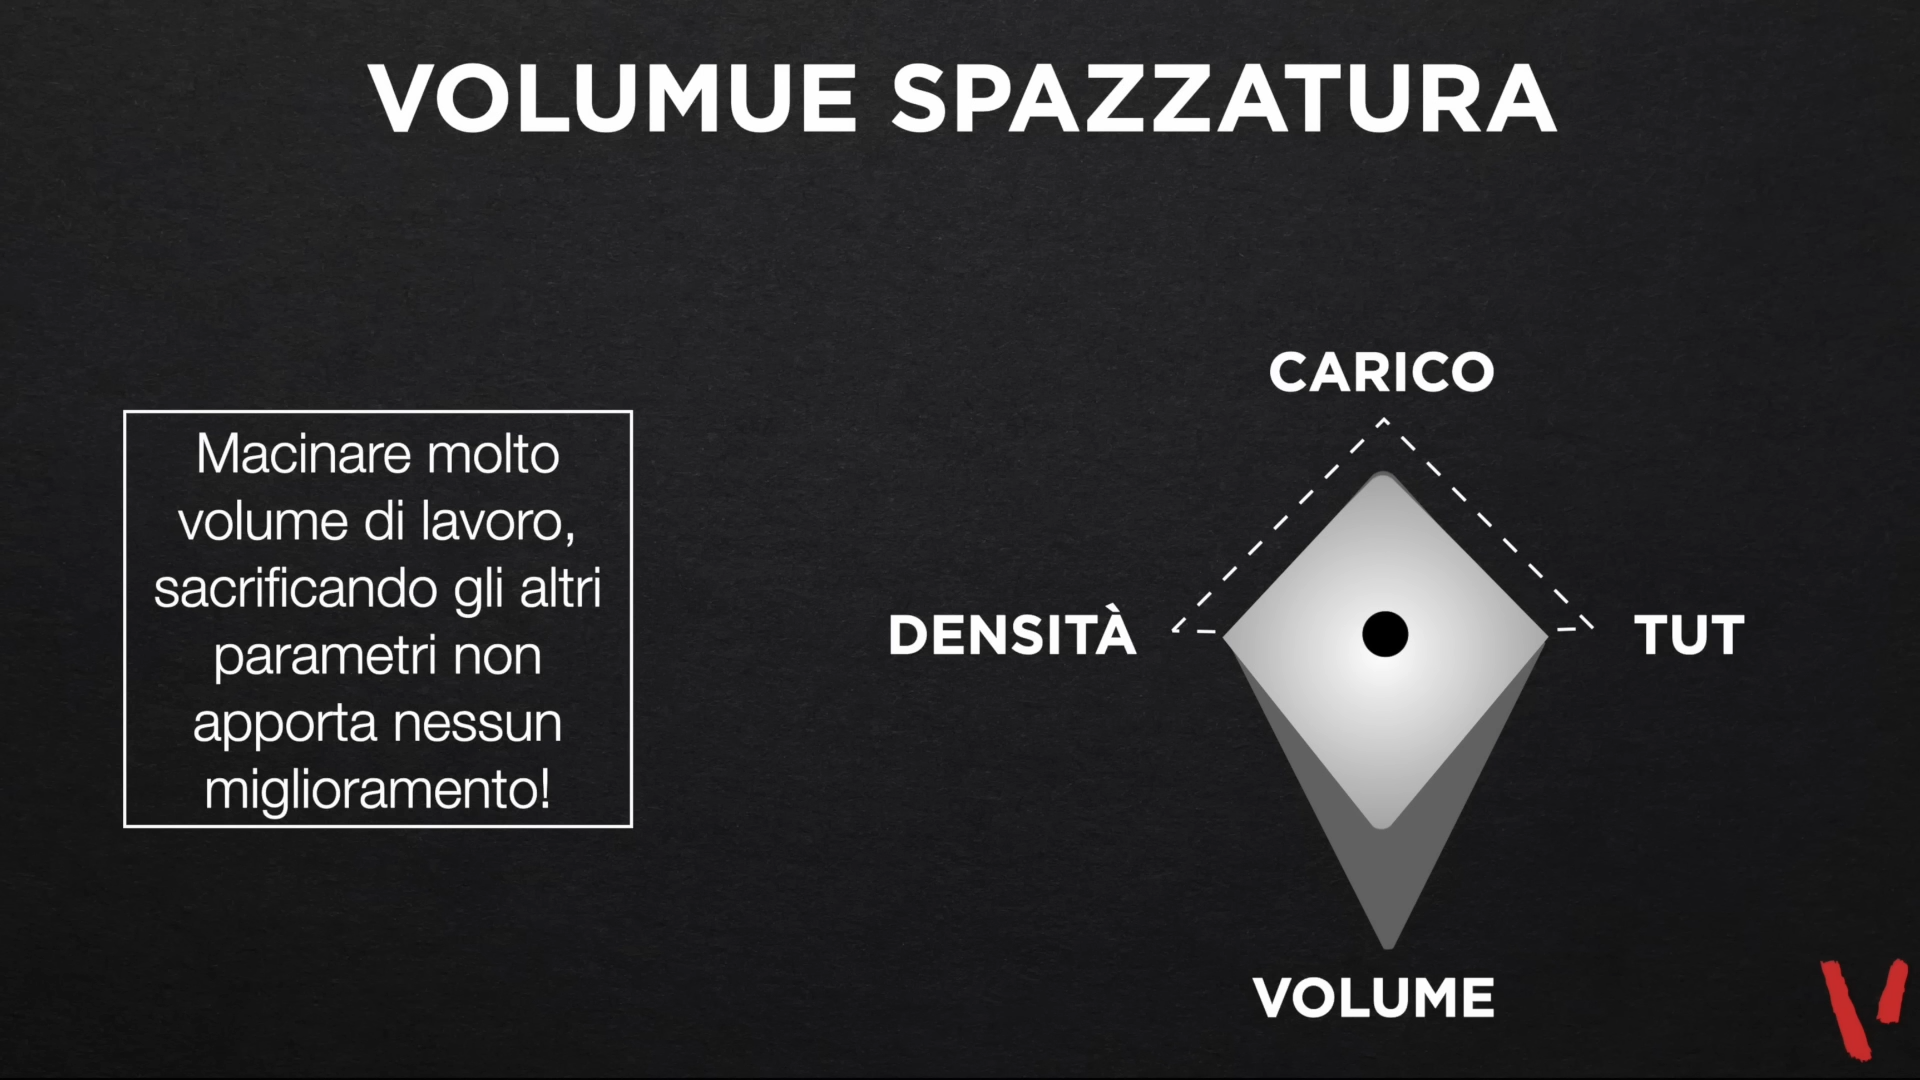 VOLUMUE SPAZZATURA
Macinare molto
volume di lavoro,
sacrificando gli altri
parametri non
apporta nessun
miglioramento!
CARICO
DENSITÀ
TUT
VOLUME